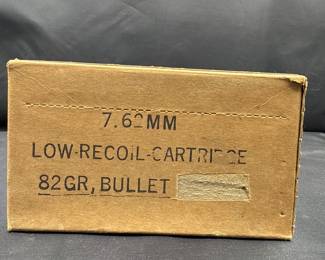 7.62MM
LOW-RECOIL-CARTRIDGE
82GR, BULLET